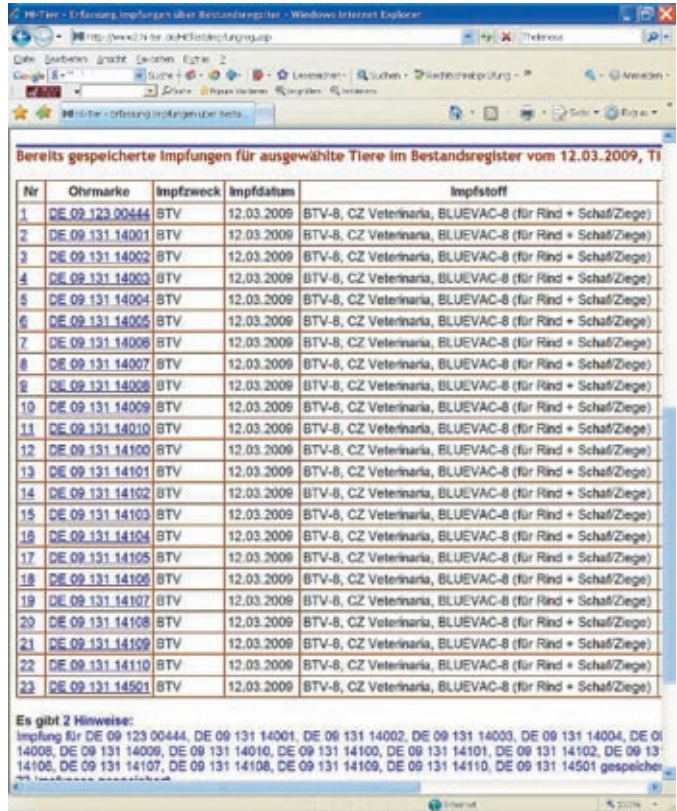 HI-Tier - Erfassung Impfungen über Bestandsregister - Windows Internet Explorer
Datei Bearbeiten Ansicht Favoriten Extras ?
Google
Bereits gespeicherte Impfungen für ausgewählte Tiere im Bestandsregister vom 12.03.2009, Ti
Nr Ohrmarke Impfzweck Impfdatum Impfstoff
1 DE 09 123 00444 BTV 12.03.2009 BTV-8, CZ Veterinaria, BLUEVAC-8 (für Rind + Schaf/Ziege)
2 DE 09 131 14001 BTV 12.03.2009 BTV-8, CZ Veterinaria, BLUEVAC-8 (für Rind + Schaf/Ziege)
3 DE 09 131 14002 BTV 12.03.2009 BTV-8, CZ Veterinaria, BLUEVAC-8 (für Rind + Schaf/Ziege)
4 DE 09 131 14003 BTV 12.03.2009 BTV-8, CZ Veterinaria, BLUEVAC-8 (für Rind + Schaf/Ziege)
5 DE 09 131 14004 BTV 12.03.2009 BTV-8, CZ Veterinaria, BLUEVAC-8 (für Rind + Schaf/Ziege)
6 DE 09 131 14005 BTV 12.03.2009 BTV-8, CZ Veterinaria, BLUEVAC-8 (für Rind + Schaf/Ziege)
7 DE 09 131 14006 BTV 12.03.2009 BTV-8, CZ Veterinaria, BLUEVAC-8 (für Rind + Schaf/Ziege)
8 DE 09 131 14007 BTV 12.03.2009 BTV-8, CZ Veterinaria, BLUEVAC-8 (für Rind + Schaf/Ziege)
9 DE 09 131 14008 BTV 12.03.2009 BTV-8, CZ Veterinaria, BLUEVAC-8 (für Rind + Schaf/Ziege)
10 DE 09 131 14009 BTV 12.03.2009 BTV-8, CZ Veterinaria, BLUEVAC-8 (für Rind + Schaf/Ziege)
11 DE 09 131 14010 BTV 12.03.2009 BTV-8, CZ Veterinaria, BLUEVAC-8 (für Rind + Schaf/Ziege)
12 DE 09 131 14100 BTV 12.03.2009 BTV-8, CZ Veterinaria, BLUEVAC-8 (für Rind + Schaf/Ziege)
13 DE 09 131 14101 BTV 12.03.2009 BTV-8, CZ Veterinaria, BLUEVAC-8 (für Rind + Schaf/Ziege)
14 DE 09 131 14102 BTV 12.03.2009 BTV-8, CZ Veterinaria, BLUEVAC-8 (für Rind + Schaf/Ziege)
15 DE 09 131 14103 BTV 12.03.2009 BTV-8, CZ Veterinaria, BLUEVAC-8 (für Rind + Schaf/Ziege)
16 DE 09 131 14104 BTV 12.03.2009 BTV-8, CZ Veterinaria, BLUEVAC-8 (für Rind + Schaf/Ziege)
17 DE 09 131 14105 BTV 12.03.2009 BTV-8, CZ Veterinaria, BLUEVAC-8 (für Rind + Schaf/Ziege)
18 DE 09 131 14106 BTV 12.03.2009 BTV-8, CZ Veterinaria, BLUEVAC-8 (für Rind + Schaf/Ziege)
19 DE 09 131 14107 BTV 12.03.2009 BTV-8, CZ Veterinaria, BLUEVAC-8 (für Rind + Schaf/Ziege)
20 DE 09 131 14108 BTV 12.03.2009 BTV-8, CZ Veterinaria, BLUEVAC-8 (für Rind + Schaf/Ziege)
21 DE 09 131 14109 BTV 12.03.2009 BTV-8, CZ Veterinaria, BLUEVAC-8 (für Rind + Schaf/Ziege)
22 DE 09 131 14110 BTV 12.03.2009 BTV-8, CZ Veterinaria, BLUEVAC-8 (für Rind + Schaf/Ziege)
23 DE 09 131 14501 BTV 12.03.2009 BTV-8, CZ Veterinaria, BLUEVAC-8 (für Rind + Schaf/Ziege)
Es gibt 2 Hinweise:
Impfung für DE 09 123 00444, DE 09 131 14001, DE 09 131 14002, DE 09 131 14003, DE 09 131 14004, DE 0
14008, DE 09 131 14009, DE 09 131 14010, DE 09 131 14100, DE 09 131 14101, DE 09 131 14102, DE 09 13
14106, DE 09 131 14107, DE 09 131 14108, DE 09 131 14109, DE 09 131 14110, DE 09 131 14501 gespeicher
Internet